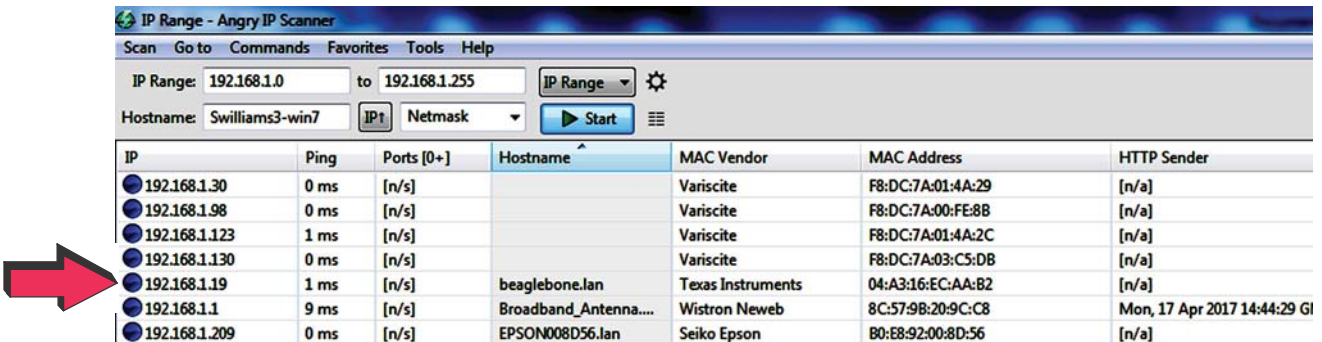 IP Range - Angry IP Scanner
Scan Go to Commands Favorites Tools Help
IP Range: 192.168.1.0 to 192.168.1.255 IP Range
Hostname: Swilliams3-win7 IP↑ Netmask Start
IP Ping Ports [0+] Hostname MAC Vendor MAC Address HTTP Sender
192.168.1.30 0 ms [n/s] Variscite F8:DC:7A:01:4A:29 [n/a]
192.168.1.98 0 ms [n/s] Variscite F8:DC:7A:00:FE:8B [n/a]
192.168.1.123 1 ms [n/s] Variscite F8:DC:7A:01:4A:2C [n/a]
192.168.1.130 0 ms [n/s] Variscite F8:DC:7A:03:C5:DB [n/a]
192.168.1.19 1 ms [n/s] beaglebone.lan Texas Instruments 04:A3:16:EC:AA:B2 [n/a]
192.168.1.1 9 ms [n/s] Broadband_Antenna.... Wistron Neweb 8C:57:9B:20:9C:C8 Mon, 17 Apr 2017 14:44:29 G
192.168.1.209 0 ms [n/s] EPSON008D56.lan Seiko Epson B0:E8:92:00:8D:56 [n/a]